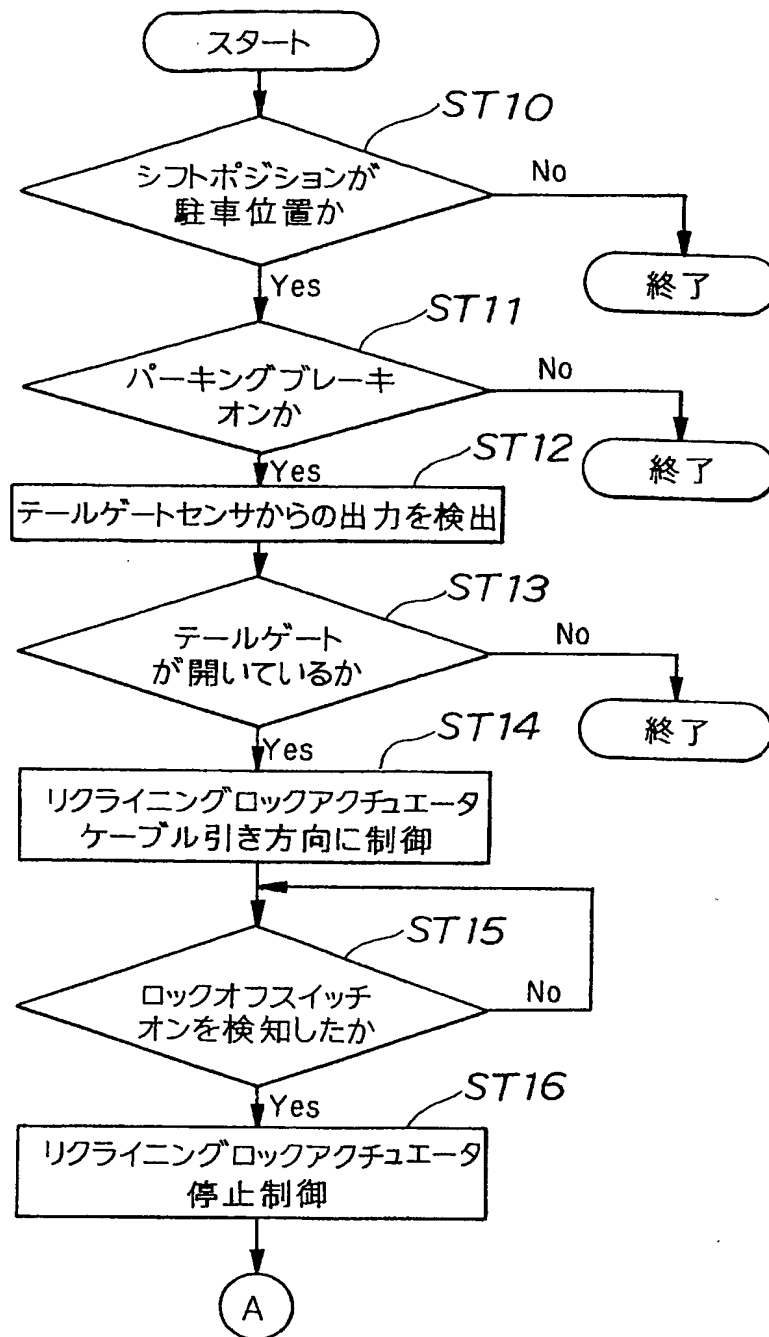 スタート
ST10
シフトポジションが
駐車位置か
No
終了
Yes
ST11
パーキングブレーキ
オンか
No
終了
Yes
ST12
テールゲートセンサからの出力を検出
ST13
テールゲート
が開いているか
No
終了
Yes
ST14
リクライニングロックアクチュエータ
ケーブル引き方向に制御
ST15
ロックオフスイッチ
オンを検知したか
No
Yes
ST16
リクライニングロックアクチュエータ
停止制御
A